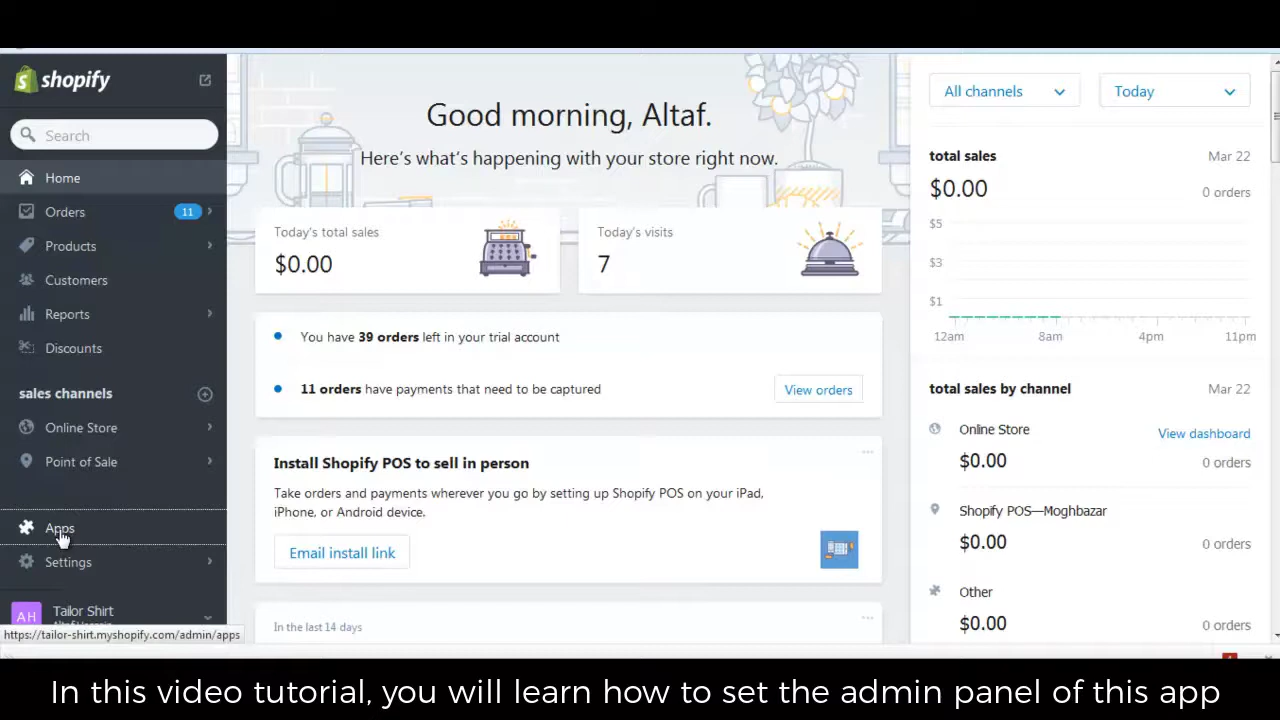 shopify
Search
Home
Orders 11
Products
Customers
Reports
Discounts
sales channels
Online Store
Point of Sale
Apps
Settings
AH Tailor Shirt
https://tailor-shirt.myshopify.com/admin/apps
Good morning, Altaf.
Here's what's happening with your store right now.
Today's total sales
$0.00
Today's visits
7
You have 39 orders left in your trial account
11 orders have payments that need to be captured
View orders
Install Shopify POS to sell in person
Take orders and payments wherever you go by setting up Shopify POS on your iPad,
iPhone, or Android device.
Email install link
In the last 14 days
All channels Today
total sales Mar 22
$0.00 0 orders
$5
$3
$1
12am 8am 4pm 11pm
total sales by channel Mar 22
Online Store View dashboard
$0.00 0 orders
Shopify POS—Moghbazar
$0.00 0 orders
Other
$0.00 0 orders
In this video tutorial, you will learn how to set the admin panel of this app